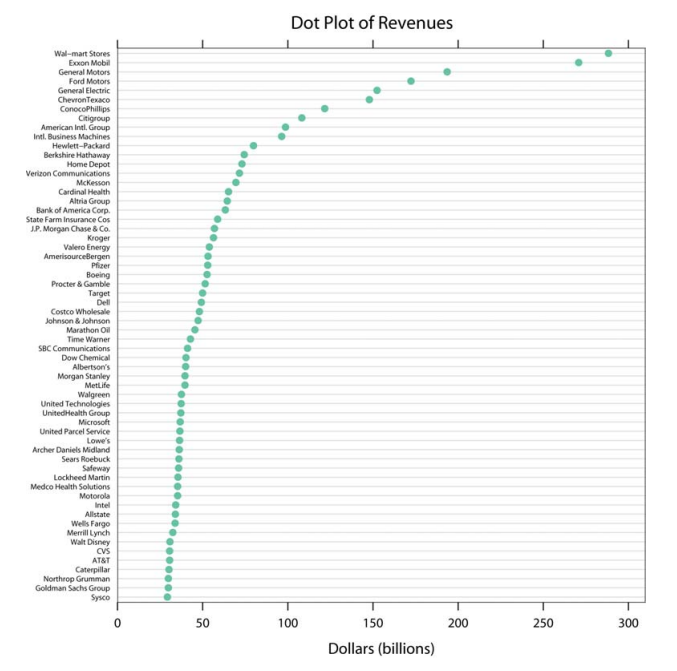 Dot Plot of Revenues
Wal−mart Stores
Exxon Mobil
General Motors
Ford Motors
General Electric
ChevronTexaco
ConocoPhillips
Citigroup
American Intl. Group
Intl. Business Machines
Hewlett−Packard
Berkshire Hathaway
Home Depot
Verizon Communications
McKesson
Cardinal Health
Altria Group
Bank of America Corp.
State Farm Insurance Cos
J.P. Morgan Chase & Co.
Kroger
Valero Energy
AmerisourceBergen
Pfizer
Boeing
Procter & Gamble
Target
Dell
Costco Wholesale
Johnson & Johnson
Marathon Oil
Time Warner
SBC Communications
Dow Chemical
Albertson's
Morgan Stanley
MetLife
Walgreen
United Technologies
UnitedHealth Group
Microsoft
United Parcel Service
Lowe's
Archer Daniels Midland
Sears Roebuck
Safeway
Lockheed Martin
Medco Health Solutions
Motorola
Intel
Allstate
Wells Fargo
Merrill Lynch
Walt Disney
CVS
AT&T
Caterpillar
Northrop Grumman
Goldman Sachs Group
Sysco
0 50 100 150 200 250 300
Dollars (billions)